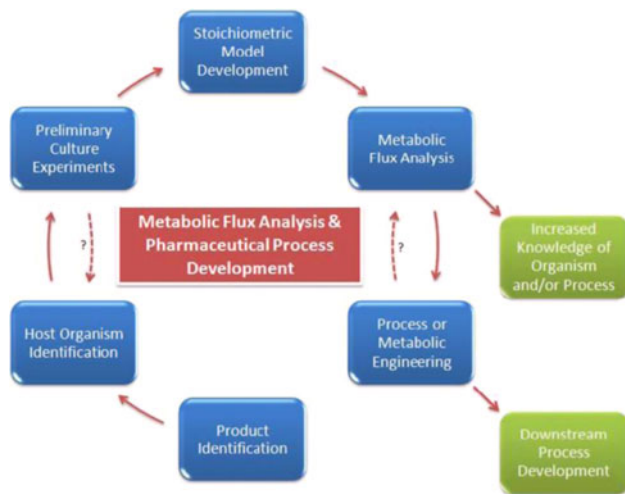 Stoichiometric
Model
Development
Preliminary
Culture
Experiments
Metabolic
Flux Analysis
?
Metabolic Flux Analysis &
Pharmaceutical Process
Development
?
Increased
Knowledge of
Organism
and/or Process
Host Organism
Identification
Process or
Metabolic
Engineering
Product
Identification
Downstream
Process
Development